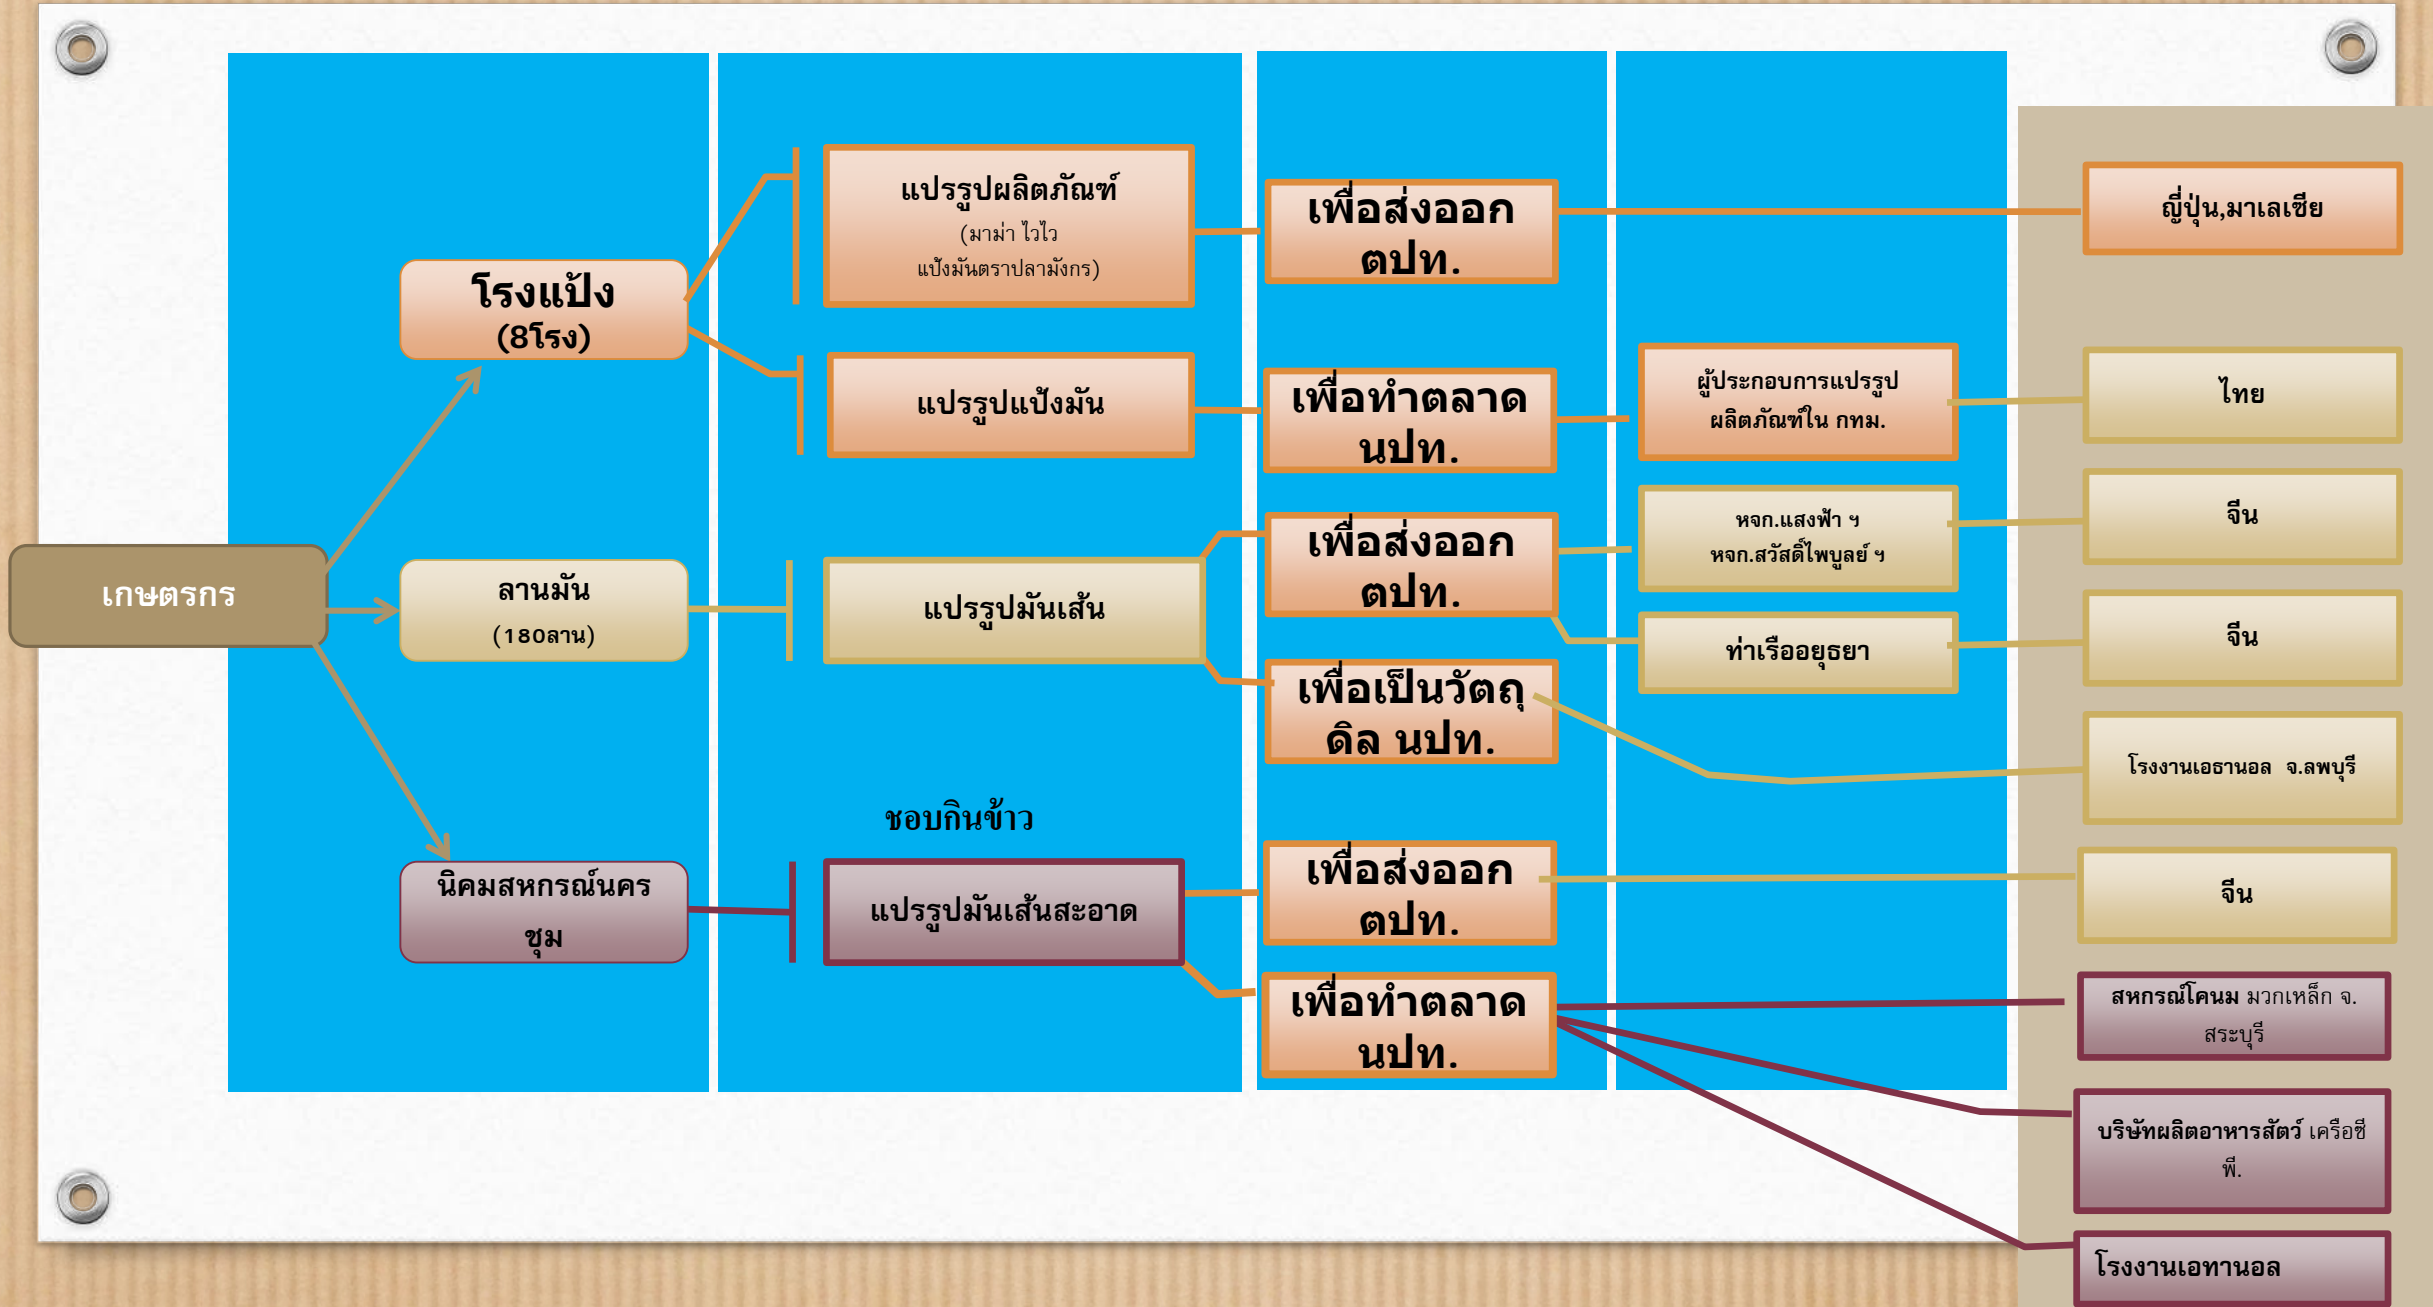 เกษตรกร
โรงแป้ง
(8โรง)
ลานมัน
(180ลาน)
นิคมสหกรณ์นคร
ชุม
แปรรูปผลิตภัณฑ์
(มาม่า ไวไว
แป้งมันตราปลามังกร)
แปรรูปแป้งมัน
แปรรูปมันเส้น
ชอบกินข้าว
แปรรูปมันเส้นสะอาด
เพื่อส่งออก
ตปท.
เพื่อทำตลาด
นปท.
เพื่อส่งออก
ตปท.
เพื่อเป็นวัตถุ
ดิล นปท.
เพื่อส่งออก
ตปท.
เพื่อทำตลาด
นปท.
ผู้ประกอบการแปรรูป
ผลิตภัณฑ์ใน กทม.
หจก.แสงฟ้า ฯ
หจก.สวัสดิ์ไพบูลย์ ฯ
ท่าเรืออยุธยา
ญี่ปุ่น,มาเลเซีย
ไทย
จีน
จีน
โรงงานเอธานอล จ.ลพบุรี
จีน
สหกรณ์โคนม มวกเหล็ก จ.
สระบุรี
บริษัทผลิตอาหารสัตว์ เครือซี
พี.
โรงงานเอทานอล